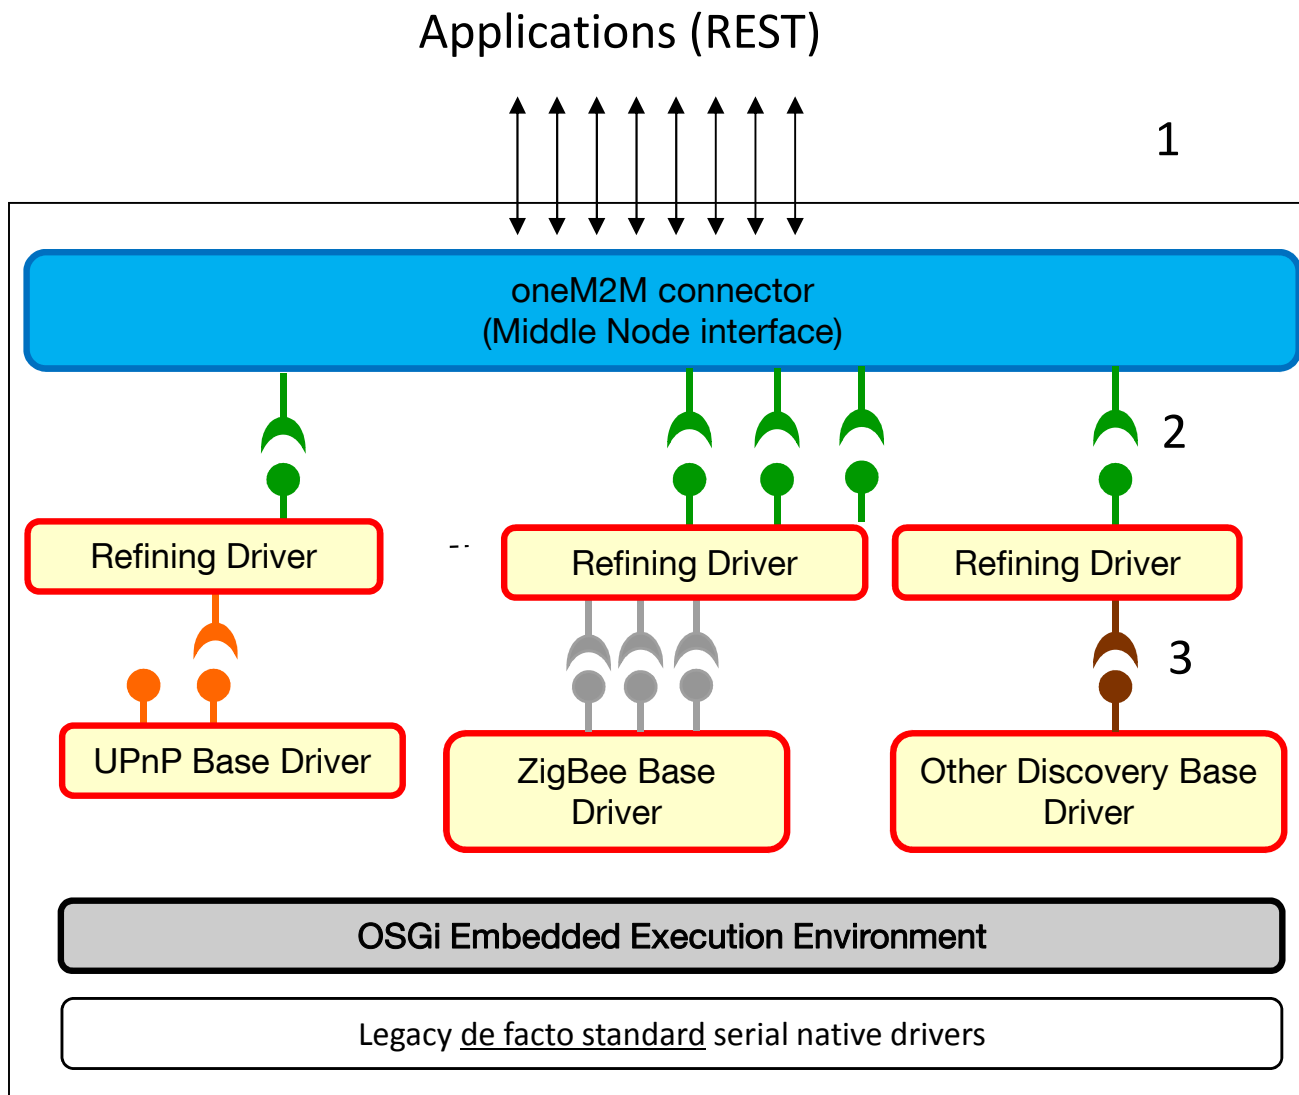 Applications (REST)
1
oneM2M connector
(Middle Node interface)
2
Refining Driver
Refining Driver
Refining Driver
3
UPnP Base Driver
ZigBee Base
Driver
Other Discovery Base
Driver
OSGi Embedded Execution Environment
Legacy de facto standard serial native drivers